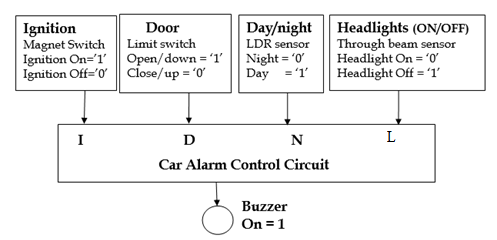 Ignition
Magnet Switch
Ignition On='1'
Ignition Off='0'
Door
Limit switch
Open/down = '1'
Close/up = '0'
Day/night
LDR sensor
Night = '0'
Day = '1'
Headlights (ON/OFF)
Through beam sensor
Headlight On = '0'
Headlight Off = '1'
I D N L
Car Alarm Control Circuit
Buzzer
On = 1